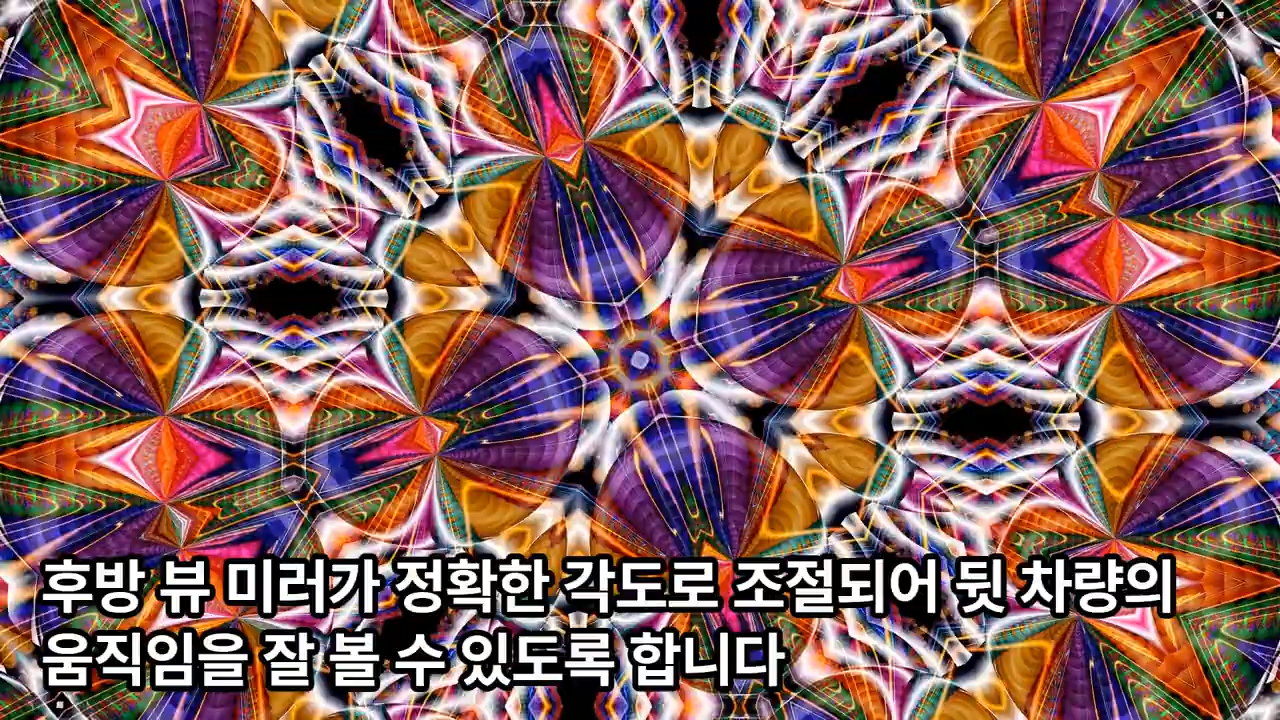 후방 뷰 미러가 정확한 각도로 조절되어 뒷 차량의
움직임을 잘 볼 수 있도록 합니다